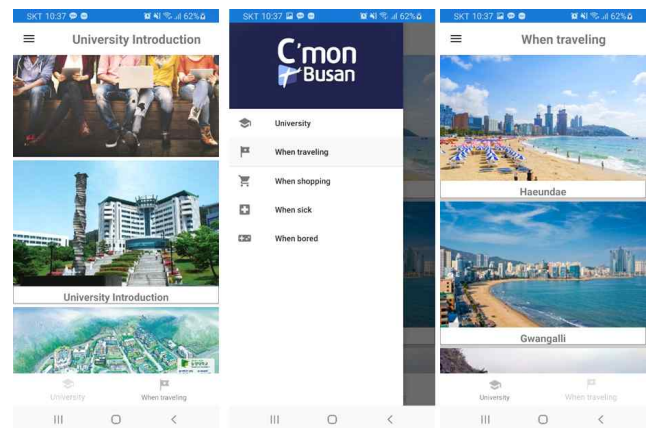 SKT 10:37
62%
University Introduction
University Introduction
University
When traveling
SKT 10:37
62%
C'mon
Busan
University
When traveling
When shopping
When sick
When bored
SKT 10:37
62%
When traveling
Haeundae
Gwangalli
University
When traveling